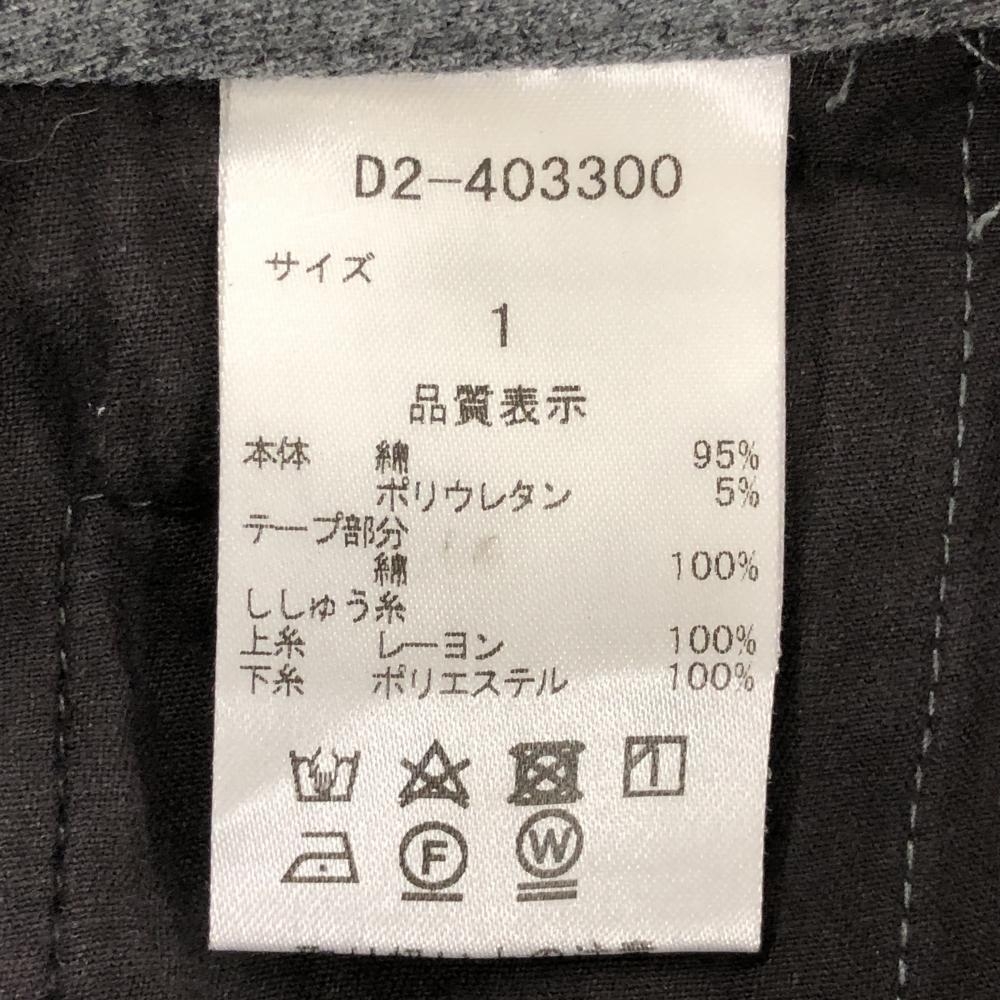 D2-403300
サイズ
1
品質表示
本体 綿 95%
ポリウレタン 5%
テープ部分
綿 100%
ししゅう糸
上糸 レーヨン 100%
下糸 ポリエステル 100%
F
W